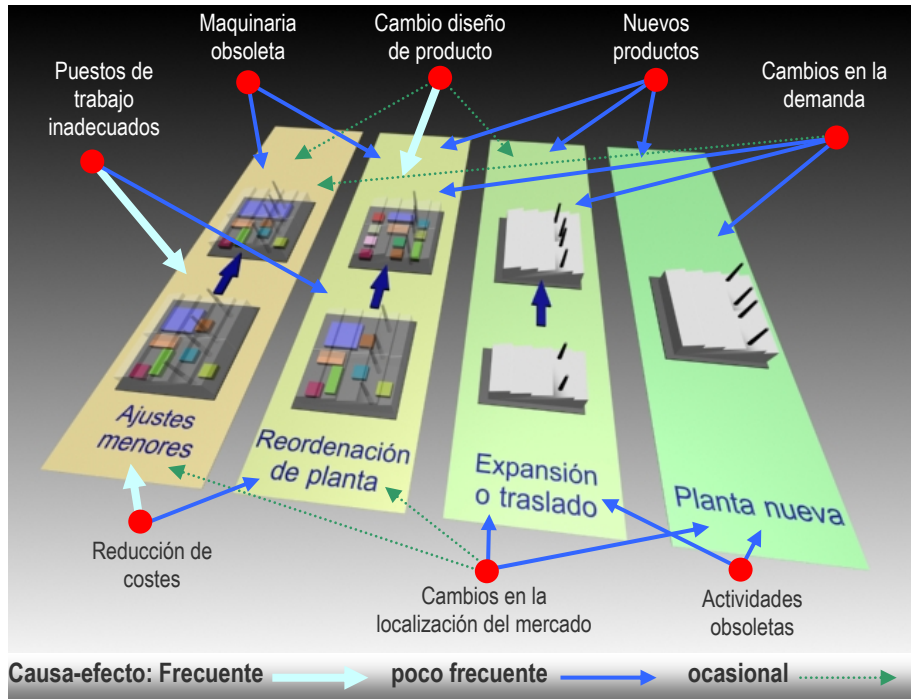 Maquinaria
obsoleta
Cambio diseño
de producto
Nuevos
productos
Puestos de
trabajo
inadecuados
Cambios en la
demanda
Ajustes
menores
Reordenación
de planta
Expansión
o traslado
Planta nueva
Reducción de
costes
Cambios en la
localización del mercado
Actividades
obsoletas
Causa-efecto: Frecuente poco frecuente ocasional